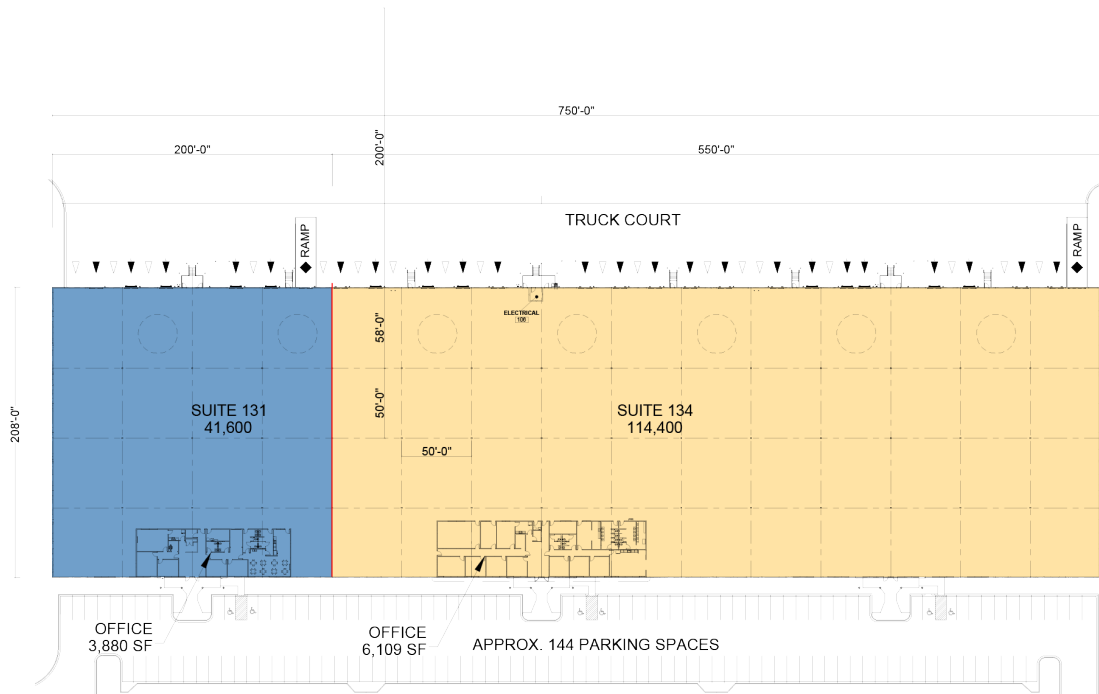 750'-0"
200'-0"
200'-0"
550'-0"
TRUCK COURT
RAMP
RAMP
ELECTRICAL
106
58'-0"
208'-0"
50'-0"
SUITE 131
41,600
SUITE 134
114,400
50'-0"
OFFICE
3,880 SF
OFFICE
6,109 SF
APPROX. 144 PARKING SPACES